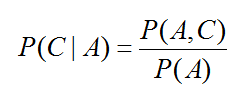 P(C | A) = P(A, C) / P(A)